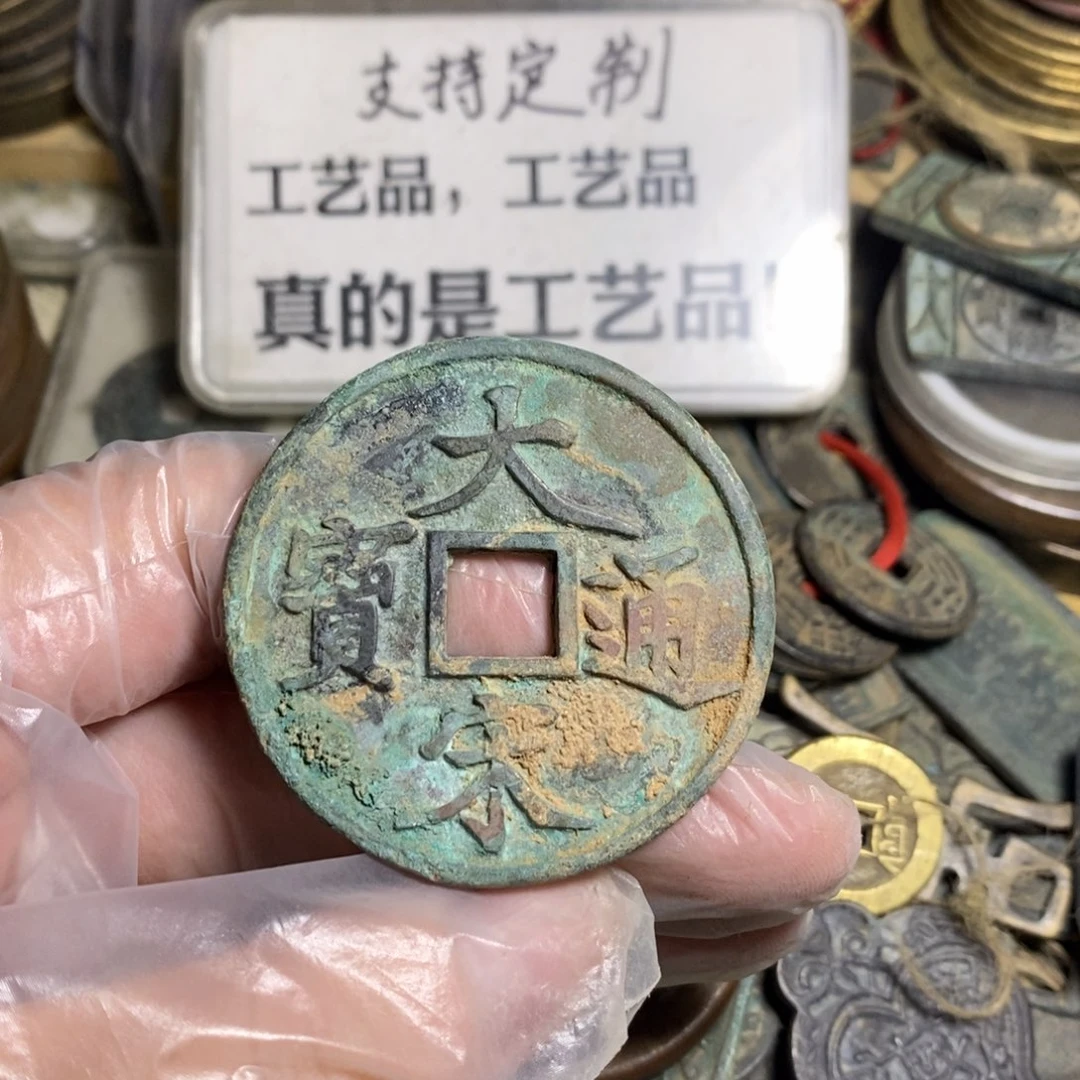 支持定制
工艺品，工艺品
真的是工艺品！
大宋通寶